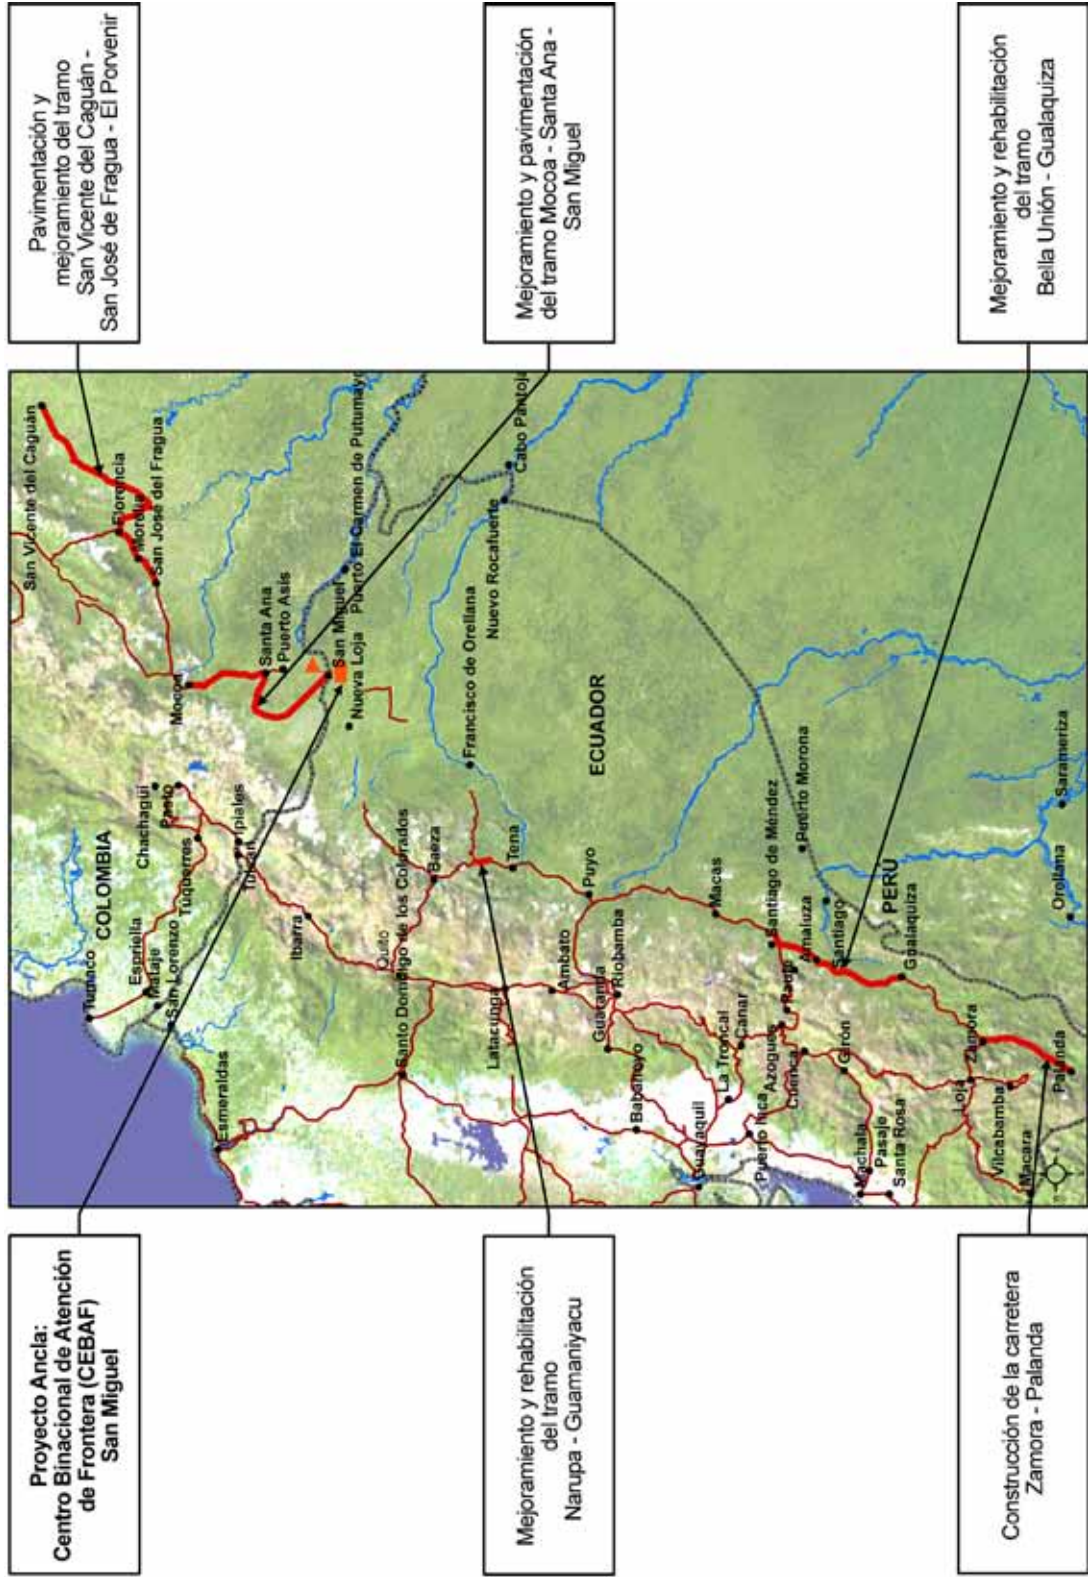 Proyecto Ancla:
Centro Binacional de Atención
de Frontera (CEBAF)
San Miguel
Mejoramiento y rehabilitación
del tramo
Narupa - Guamaniyacu
Construcción de la carretera
Zamora - Palanda
Pavimentación y
mejoramiento del tramo
San Vicente del Caguán -
San José de Fragua - El Porvenir
Mejoramiento y pavimentación
del tramo Mocoa - Santa Ana -
San Miguel
Mejoramiento y rehabilitación
del tramo
Bella Unión - Gualaquiza
San Vicente del Caguán
Florencia
Morelia
San José del Fragua
Mocoa
Santa Ana
Puerto Asis
San Miguel
Puerto El Carmen de Putumayo
Nueva Loja
COLOMBIA
Tumaco
Espriella
Mataje
San Lorenzo
Chachagui
Pasto
Túquerres
Ipiales
Tulcán
Ibarra
Esmeraldas
Quito
Santo Domingo de los Colorados
Baeza
Francisco de Orellana
Nuevo Rocafuerte
Cabo Pantoja
ECUADOR
Latacunga
Tena
Ambato
Puyo
Guaranda
Riobamba
Babahoyo
Macas
Guayaquil
La Troncal
Cañar
Puerto Inca
Azogues
Cuenca
Santiago de Méndez
Amaluza
Santiago
Puerto Morona
PERÚ
Girón
Machala
Pasaje
Santa Rosa
Gualaquiza
Zamora
Loja
Vilcabamba
Palanda
Macara
Orellana
Sarameriza